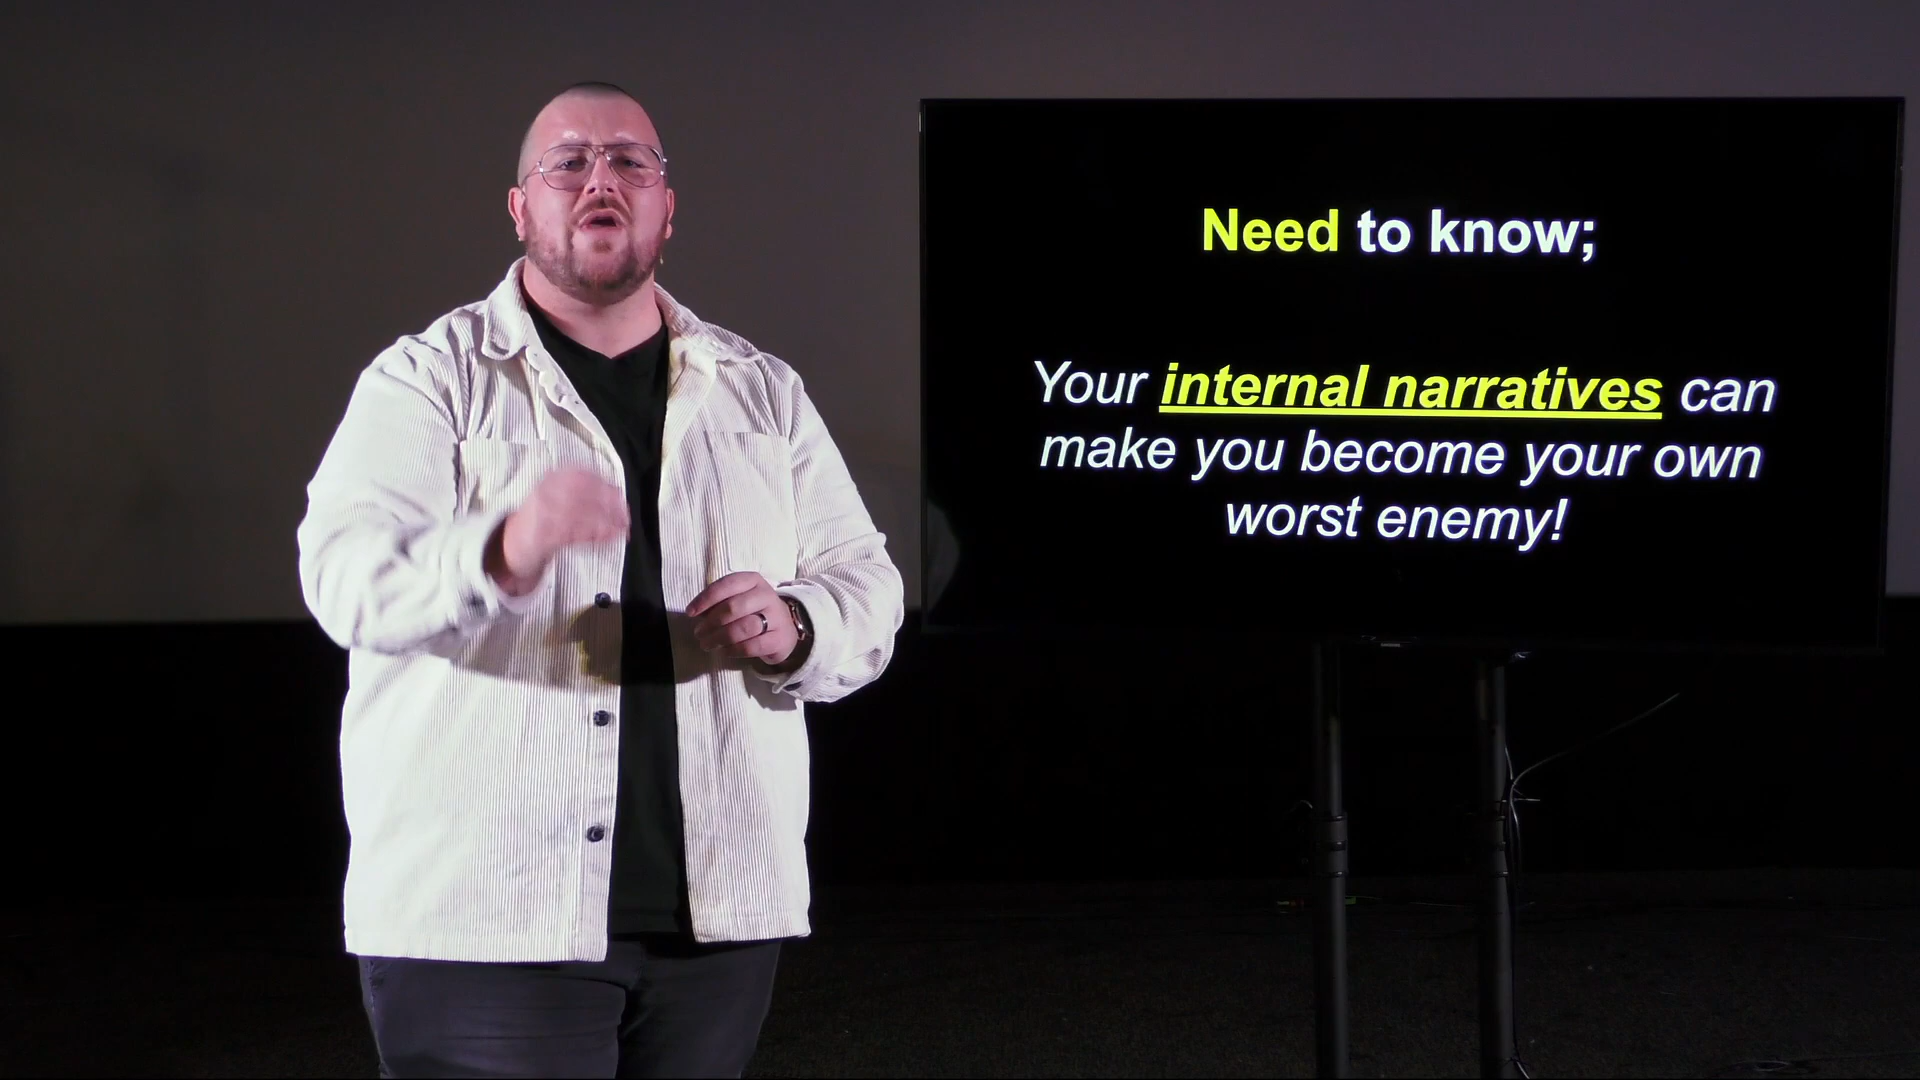 Need to know;
Your internal narratives can
make you become your own
worst enemy!